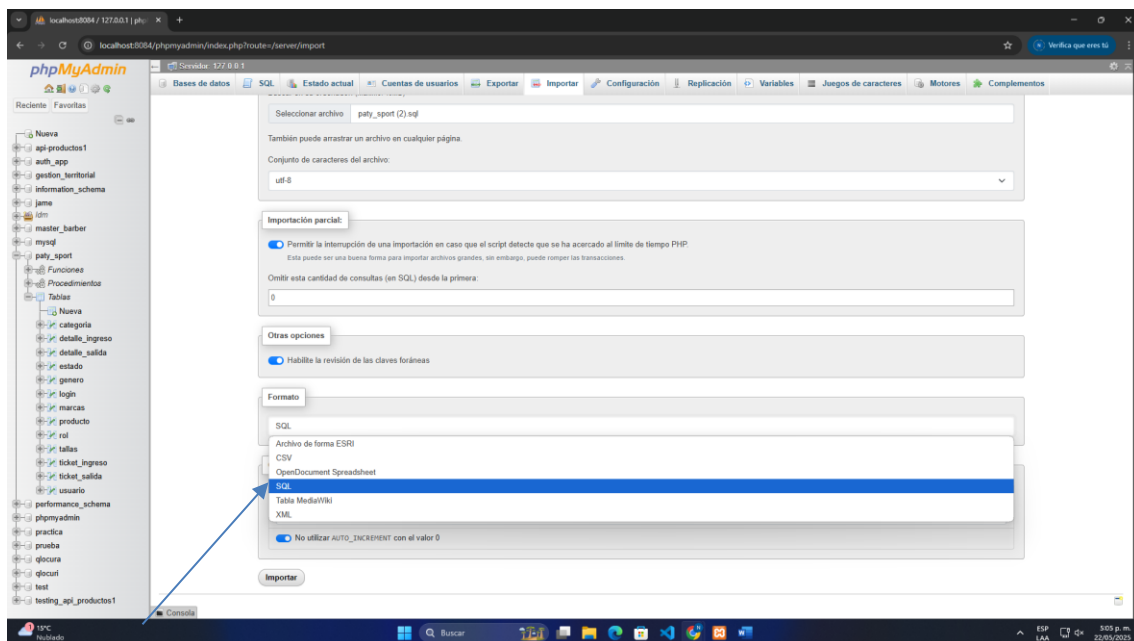 localhost:8084 / 127.0.0.1 | php
localhost:8084/phpmyadmin/index.php?route=/server/import
Verifica que eres tú
phpMyAdmin
Reciente Favoritas
Nueva
api-productos1
auth_app
gestion_territorial
information_schema
jame
ldm
master_barber
mysql
paty_sport
Funciones
Procedimientos
Tablas
Nueva
categoria
detalle_ingreso
detalle_salida
estado
genero
login
marcas
producto
rol
tallas
ticket_ingreso
ticket_salida
usuario
performance_schema
phpmyadmin
practica
prueba
qlocura
qlocuri
test
testing_api_productos1
Servidor: 127.0.0.1
Bases de datos SQL Estado actual Cuentas de usuarios Exportar Importar Configuración Replicación Variables Juegos de caracteres Motores Complementos
Seleccionar archivo paty_sport (2).sql
También puede arrastrar un archivo en cualquier página.
Conjunto de caracteres del archivo:
utf-8
Importación parcial:
Permitir la interrupción de una importación en caso que el script detecte que se ha acercado al límite de tiempo PHP.
Esta puede ser una buena forma para importar archivos grandes, sin embargo, puede romper las transacciones.
Omitir esta cantidad de consultas (en SQL) desde la primera:
0
Otras opciones
Habilite la revisión de las claves foráneas
Formato
SQL
Archivo de forma ESRI
CSV
OpenDocument Spreadsheet
SQL
Tabla MediaWiki
XML
No utilizar AUTO_INCREMENT con el valor 0
Importar
Consola
1
15°C
Nublado
Buscar
ESP
LAA
5:05 p. m.
22/05/2025